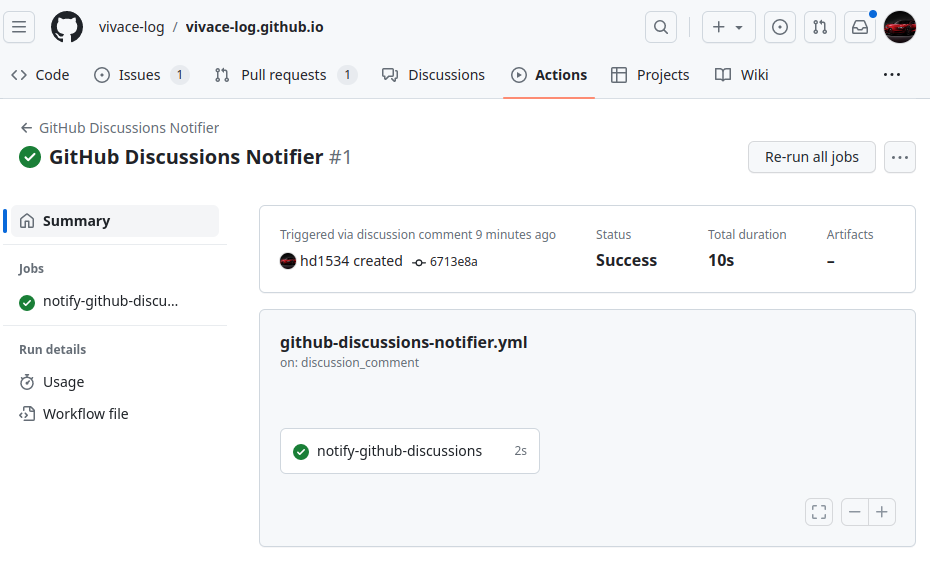 vivace-log / vivace-log.github.io
Code Issues 1 Pull requests 1 Discussions Actions Projects Wiki
GitHub Discussions Notifier
GitHub Discussions Notifier #1
Re-run all jobs
Summary
Jobs
notify-github-discu...
Run details
Usage
Workflow file
Triggered via discussion comment 9 minutes ago
hd1534 created 6713e8a
Status
Success
Total duration
10s
Artifacts
–
github-discussions-notifier.yml
on: discussion_comment
notify-github-discussions 2s